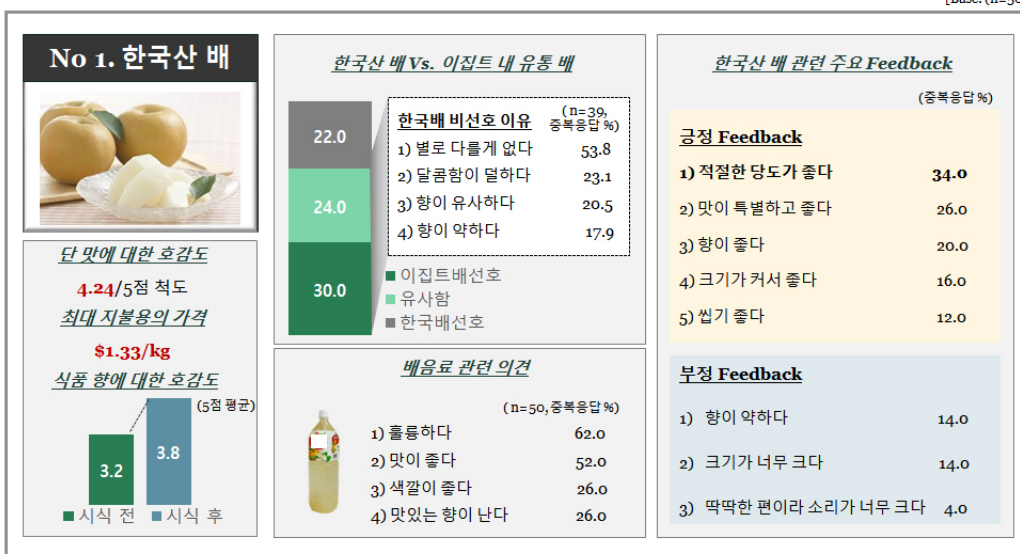 No 1. 한국산 배
단 맛에 대한 호감도
4.24/5점 척도
최대 지불용의 가격
$1.33/kg
식품 향에 대한 호감도
(5점 평균)
3.2
3.8
시식 전
시식 후
한국산 배 Vs. 이집트 내 유통 배
22.0
24.0
30.0
한국배 비선호 이유
(n=39,
중복응답 %)
1) 별로 다를게 없다 53.8
2) 달콤함이 덜하다 23.1
3) 향이 유사하다 20.5
4) 향이 약하다 17.9
이집트배선호
유사함
한국배선호
배음료 관련 의견
(n=50, 중복응답 %)
1) 훌륭하다 62.0
2) 맛이 좋다 52.0
3) 색깔이 좋다 26.0
4) 맛있는 향이 난다 26.0
한국산 배 관련 주요 Feedback
(중복응답 %)
긍정 Feedback
1) 적절한 당도가 좋다 34.0
2) 맛이 특별하고 좋다 26.0
3) 향이 좋다 20.0
4) 크기가 커서 좋다 16.0
5) 씹기 좋다 12.0
부정 Feedback
1) 향이 약하다 14.0
2) 크기가 너무 크다 14.0
3) 딱딱한 편이라 소리가 너무 크다 4.0